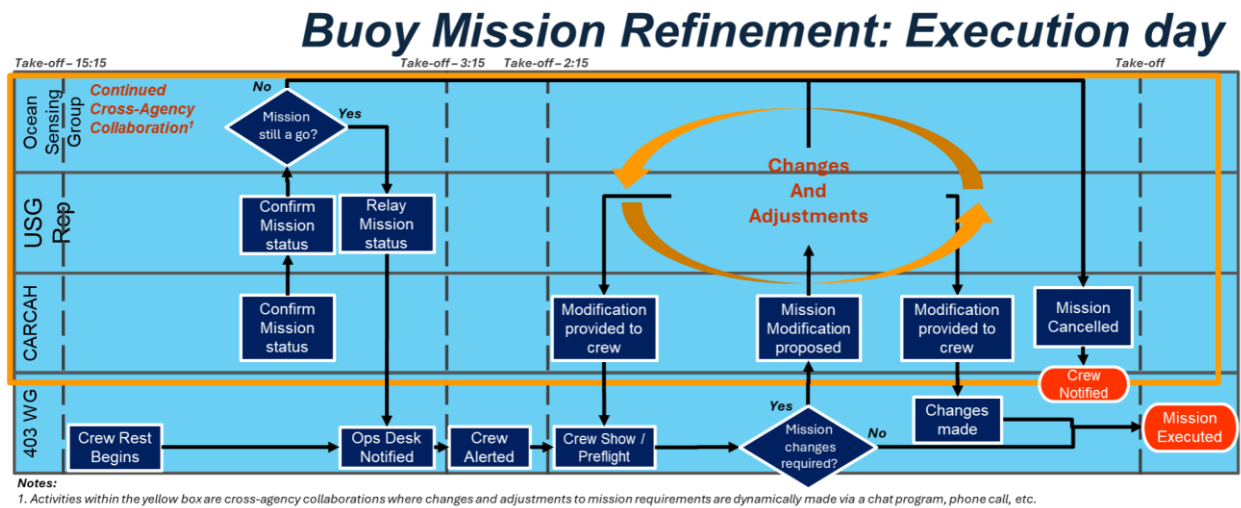 Buoy Mission Refinement: Execution day
Take-off – 15:15
Take-off – 3:15
Take-off – 2:15
Take-off
Ocean
Sensing
Group
Continued
Cross-Agency
Collaboration¹
No
Mission
still a go?
Yes
Changes
And
Adjustments
USG
Rep
Confirm
Mission
status
Relay
Mission
status
CARCAH
Confirm
Mission
status
Modification
provided to
crew
Mission
Modification
proposed
Modification
provided to
crew
Mission
Cancelled
Crew
Notified
403 WG
Crew Rest
Begins
Ops Desk
Notified
Crew
Alerted
Crew Show /
Preflight
Yes
Mission
changes
required?
No
Changes
made
Mission
Executed
Notes:
1. Activities within the yellow box are cross-agency collaborations where changes and adjustments to mission requirements are dynamically made via a chat program, phone call, etc.